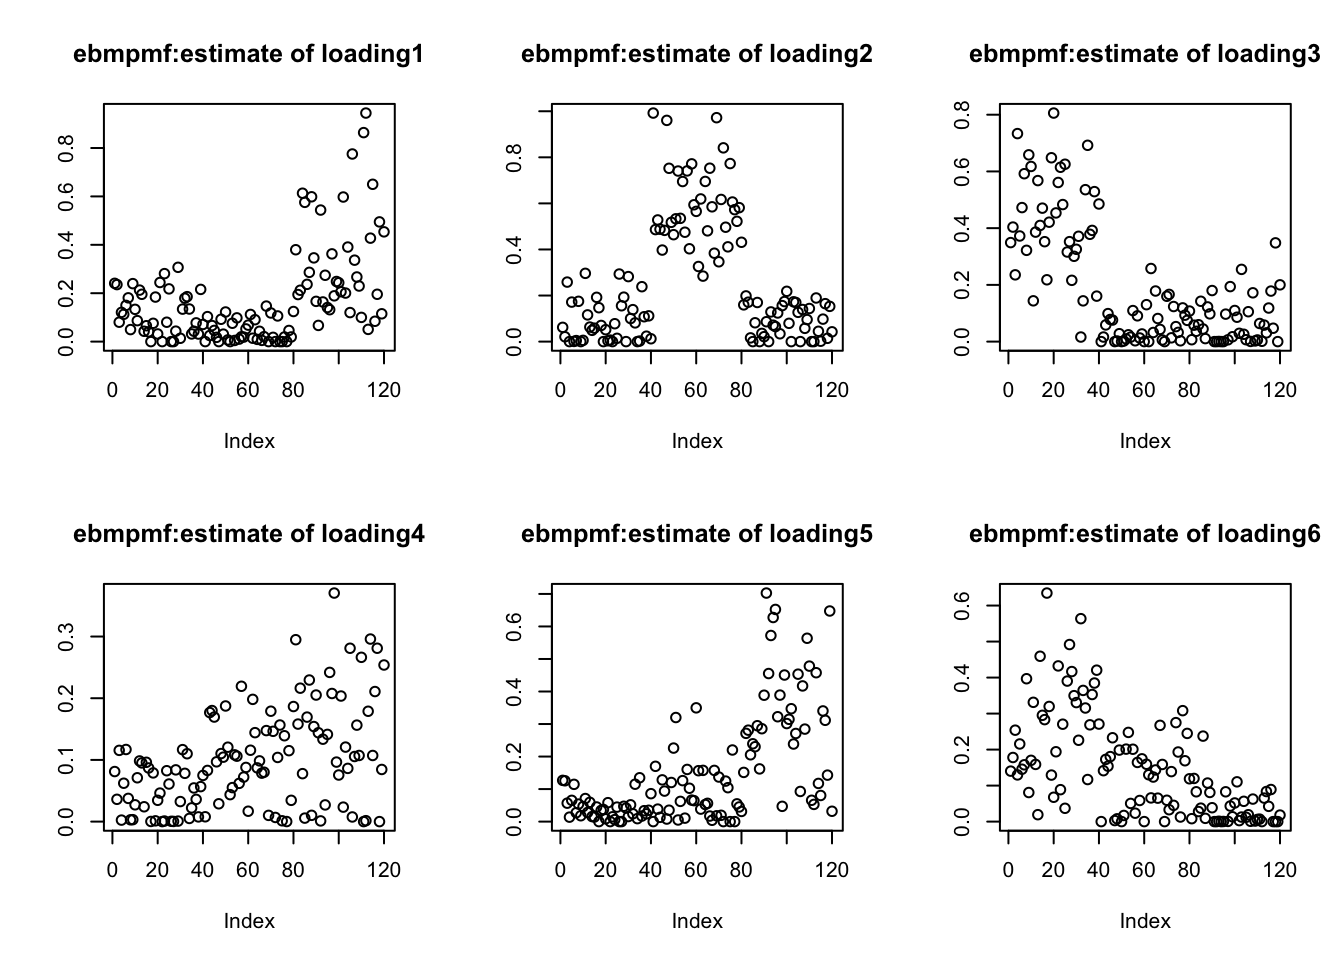 ebmpmf:estimate of loading1
0.0 0.2 0.4 0.6 0.8
0 20 40 60 80 120
Index
ebmpmf:estimate of loading2
0.0 0.4 0.8
0 20 40 60 80 120
Index
ebmpmf:estimate of loading3
0.0 0.2 0.4 0.6 0.8
0 20 40 60 80 120
Index
ebmpmf:estimate of loading4
0.0 0.1 0.2 0.3
0 20 40 60 80 120
Index
ebmpmf:estimate of loading5
0.0 0.2 0.4 0.6
0 20 40 60 80 120
Index
ebmpmf:estimate of loading6
0.0 0.2 0.4 0.6
0 20 40 60 80 120
Index